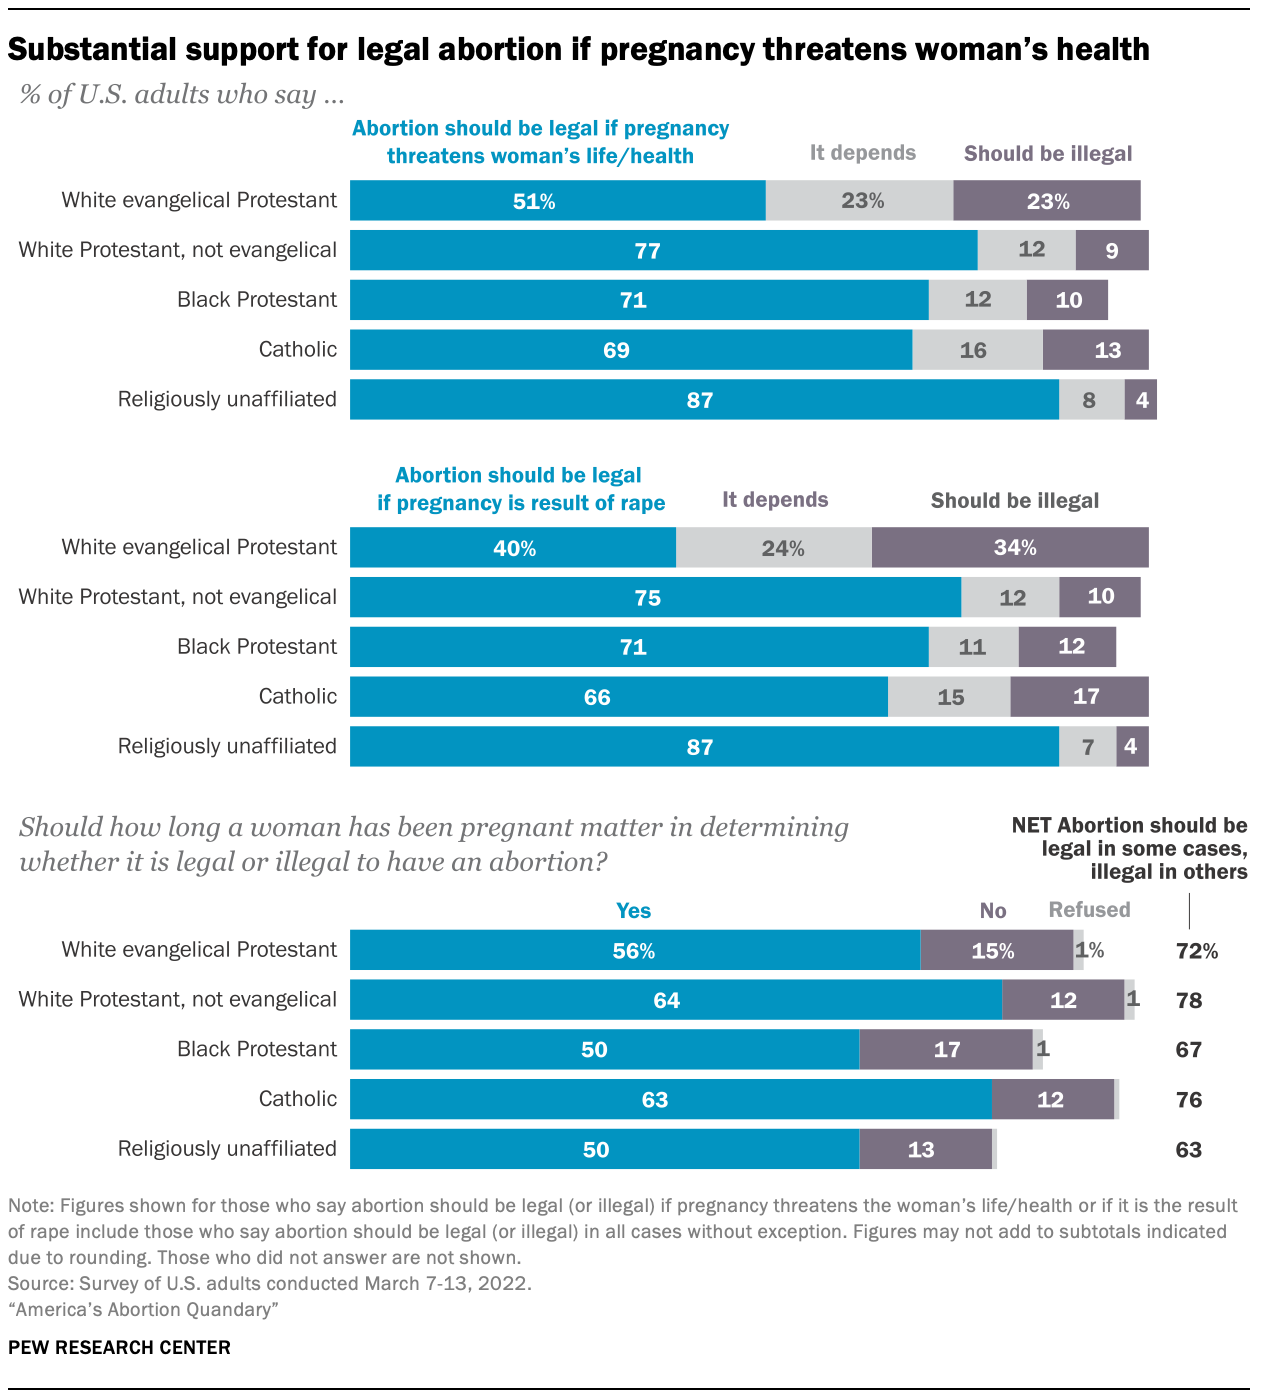 Substantial support for legal abortion if pregnancy threatens woman’s health
% of U.S. adults who say ...
Abortion should be legal if pregnancy
threatens woman’s life/health
It depends
Should be illegal
White evangelical Protestant 51% 23% 23%
White Protestant, not evangelical 77 12 9
Black Protestant 71 12 10
Catholic 69 16 13
Religiously unaffiliated 87 8 4
Abortion should be legal
if pregnancy is result of rape
It depends
Should be illegal
White evangelical Protestant 40% 24% 34%
White Protestant, not evangelical 75 12 10
Black Protestant 71 11 12
Catholic 66 15 17
Religiously unaffiliated 87 7 4
Should how long a woman has been pregnant matter in determining
whether it is legal or illegal to have an abortion?
NET Abortion should be
legal in some cases,
illegal in others
Yes No Refused
White evangelical Protestant 56% 15% 1% 72%
White Protestant, not evangelical 64 12 1 78
Black Protestant 50 17 1 67
Catholic 63 12 76
Religiously unaffiliated 50 13 63
Note: Figures shown for those who say abortion should be legal (or illegal) if pregnancy threatens the woman’s life/health or if it is the result
of rape include those who say abortion should be legal (or illegal) in all cases without exception. Figures may not add to subtotals indicated
due to rounding. Those who did not answer are not shown.
Source: Survey of U.S. adults conducted March 7-13, 2022.
“America’s Abortion Quandary”
PEW RESEARCH CENTER